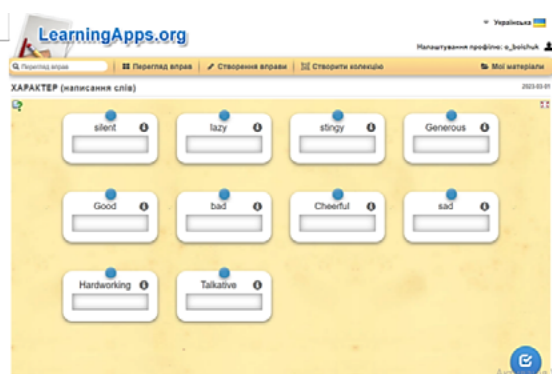 LearningApps.org
Українська
Налаштування профілю: o_boichuk
Перегляд вправ
Перегляд вправ
Створення вправи
Створити колекцію
Мої матеріали
ХАРАКТЕР (написання слів)
2023-03-01
silent lazy stingy Generous
Good bad Cheerful sad
Hardworking Talkative